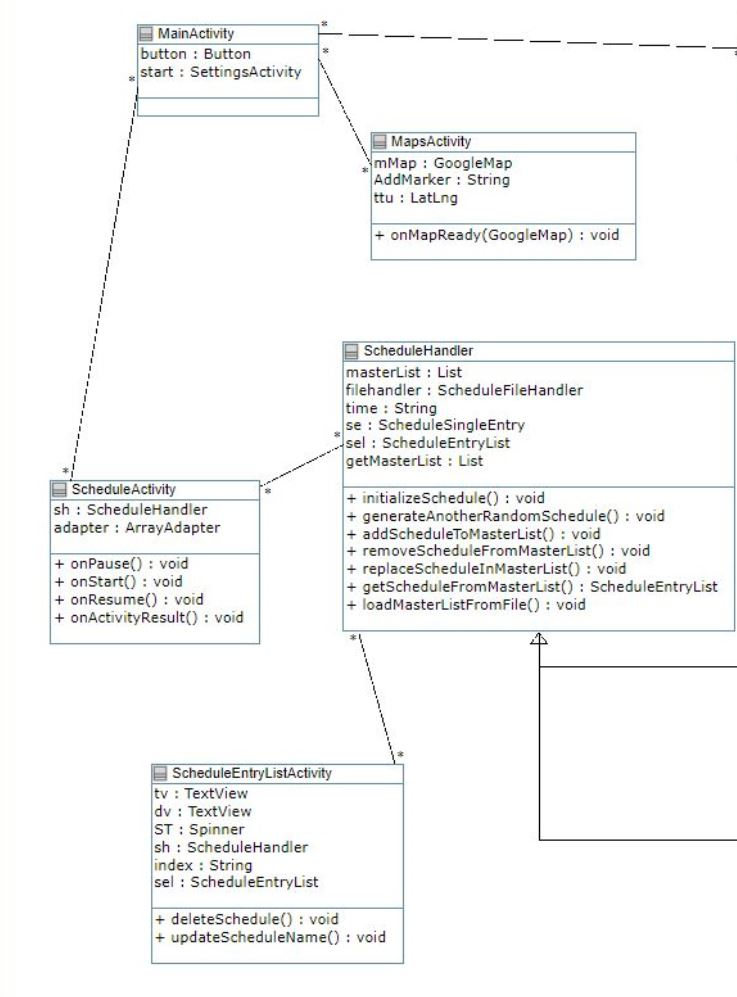 MainActivity
button : Button
start : SettingsActivity
*
*
*
MapsActivity
mMap : GoogleMap
AddMarker : String
ttu : LatLng
+ onMapReady(GoogleMap) : void
*
ScheduleHandler
masterList : List
filehandler : ScheduleFileHandler
time : String
se : ScheduleSingleEntry
sel : ScheduleEntryList
getMasterList : List
+ initializeSchedule() : void
+ generateAnotherRandomSchedule() : void
+ addScheduleToMasterList() : void
+ removeScheduleFromMasterList() : void
+ replaceScheduleInMasterList() : void
+ getScheduleFromMasterList() : ScheduleEntryList
+ loadMasterListFromFile() : void
*
*
*
ScheduleActivity
sh : ScheduleHandler
adapter : ArrayAdapter
+ onPause() : void
+ onStart() : void
+ onResume() : void
+ onActivityResult() : void
*
*
ScheduleEntryListActivity
tv : TextView
dv : TextView
ST : Spinner
sh : ScheduleHandler
index : String
sel : ScheduleEntryList
+ deleteSchedule() : void
+ updateScheduleName() : void